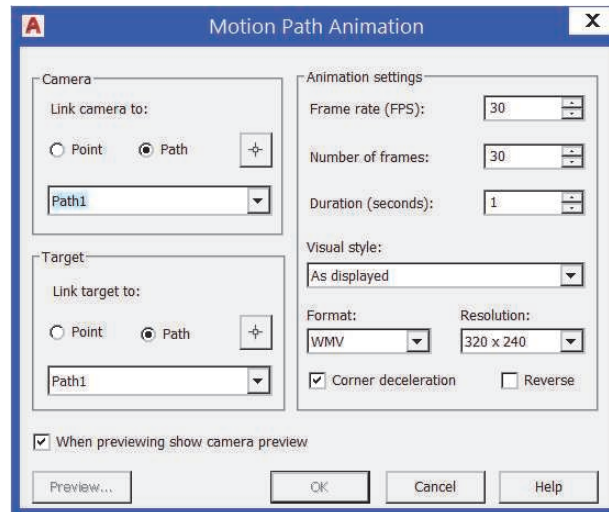 A Motion Path Animation X
Camera
Link camera to:
Point Path
Path1
Target
Link target to:
Point Path
Path1
Animation settings
Frame rate (FPS): 30
Number of frames: 30
Duration (seconds): 1
Visual style:
As displayed
Format: Resolution:
WMV 320 x 240
Corner deceleration Reverse
When previewing show camera preview
Preview... OK Cancel Help